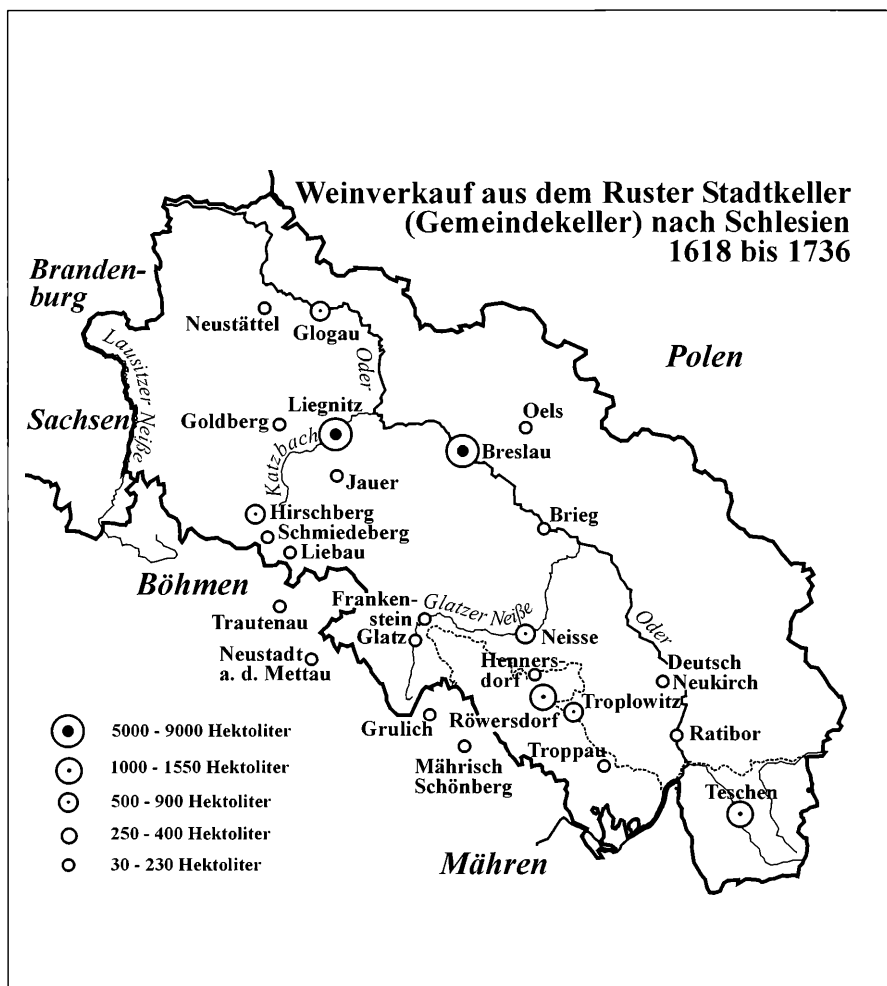 Weinverkauf aus dem Ruster Stadtkeller
(Gemeindekeller) nach Schlesien
1618 bis 1736
Branden-
burg
Neustättel
Glogau
Lausitzer Neiße
Oder
Polen
Sachsen
Goldberg
Liegnitz
Oels
Katzbach
Breslau
Jauer
Hirschberg
Schmiedeberg
Liebau
Brieg
Böhmen
Trautenau
Franken-
stein
Glatzer Neiße
Glatz
Neisse
Oder
Neustadt
a. d. Mettau
Henners-
dorf
Deutsch
Neukirch
Röwersdorf
Troplowitz
Grulich
Ratibor
Mährisch
Schönberg
Troppau
Teschen
Mähren
5000 - 9000 Hektoliter
1000 - 1550 Hektoliter
500 - 900 Hektoliter
250 - 400 Hektoliter
30 - 230 Hektoliter